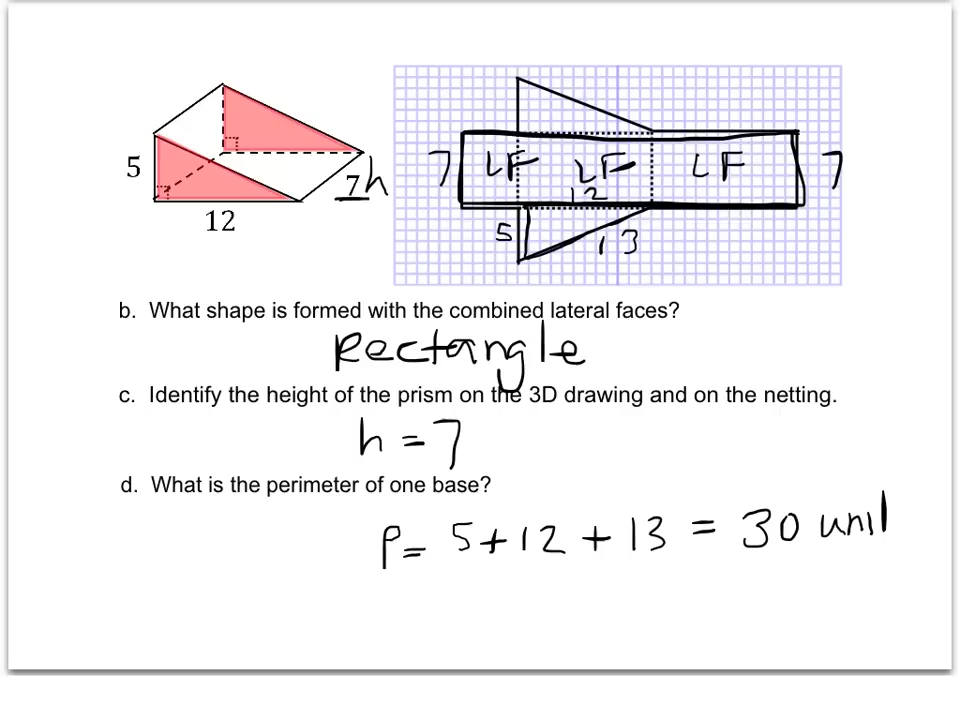 5
12
7h
7 LF LF LF 7
12
5 13
b. What shape is formed with the combined lateral faces?
Rectangle
c. Identify the height of the prism on the 3D drawing and on the netting.
h = 7
d. What is the perimeter of one base?
P = 5 + 12 + 13 = 30 unit